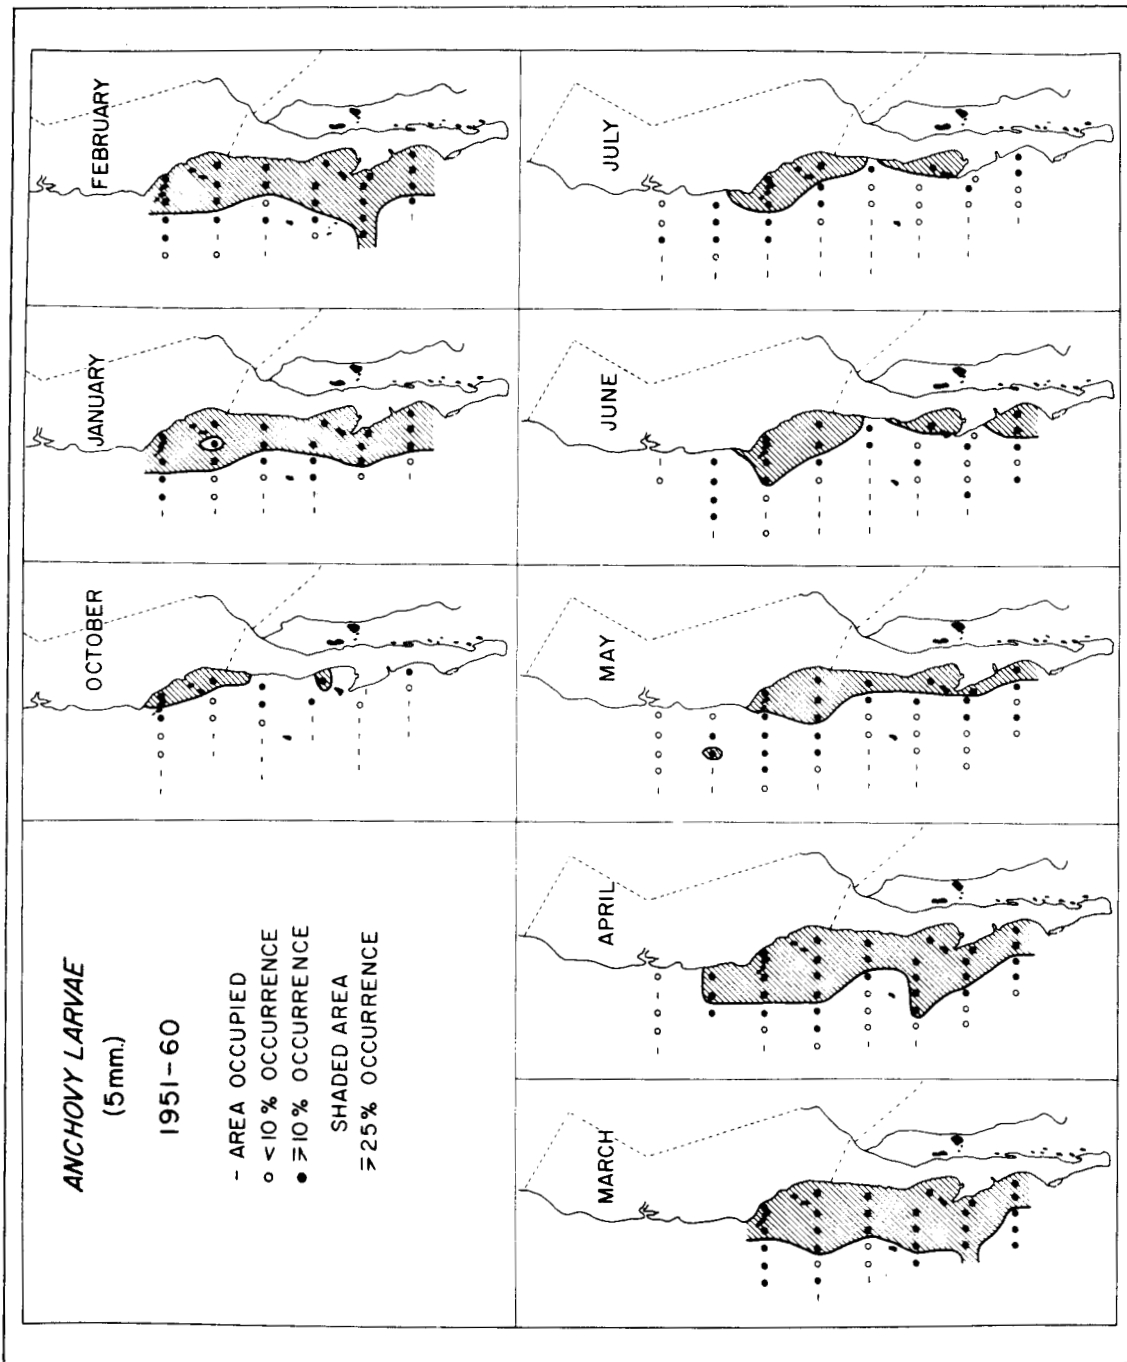 ANCHOVY LARVAE
(5mm.)
1951-60
- AREA OCCUPIED
○ <10% OCCURRENCE
● ⩾10% OCCURRENCE
SHADED AREA
⩾25% OCCURRENCE
OCTOBER
JANUARY
FEBRUARY
MARCH
APRIL
MAY
JUNE
JULY